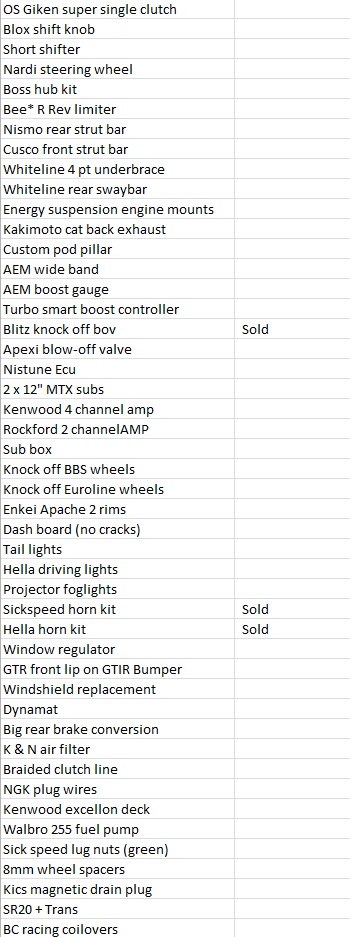 OS Giken super single clutch
Blox shift knob
Short shifter
Nardi steering wheel
Boss hub kit
Bee* R Rev limiter
Nismo rear strut bar
Cusco front strut bar
Whiteline 4 pt underbrace
Whiteline rear swaybar
Energy suspension engine mounts
Kakimoto cat back exhaust
Custom pod pillar
AEM wide band
AEM boost gauge
Turbo smart boost controller
Blitz knock off bov Sold
Apexi blow-off valve
Nistune Ecu
2 x 12" MTX subs
Kenwood 4 channel amp
Rockford 2 channelAMP
Sub box
Knock off BBS wheels
Knock off Euroline wheels
Enkei Apache 2 rims
Dash board (no cracks)
Tail lights
Hella driving lights
Projector foglights
Sickspeed horn kit Sold
Hella horn kit Sold
Window regulator
GTR front lip on GTIR Bumper
Windshield replacement
Dynamat
Big rear brake conversion
K & N air filter
Braided clutch line
NGK plug wires
Kenwood excellon deck
Walbro 255 fuel pump
Sick speed lug nuts (green)
8mm wheel spacers
Kics magnetic drain plug
SR20 + Trans
BC racing coilovers